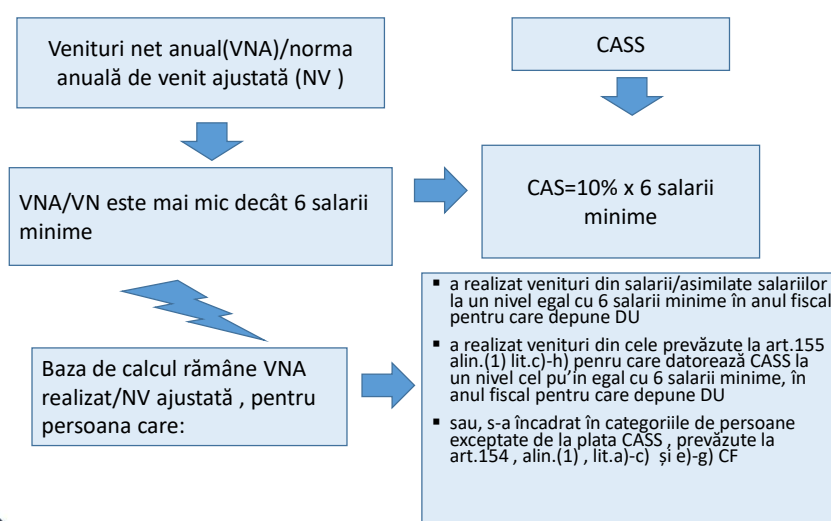 Venituri net anual(VNA)/norma
anuală de venit ajustată (NV )
CASS
VNA/VN este mai mic decât 6 salarii
minime
CAS=10% x 6 salarii
minime
Baza de calcul rămâne VNA
realizat/NV ajustată , pentru
persoana care:
▪ a realizat venituri din salarii/asimilate salariilor
la un nivel egal cu 6 salarii minime în anul fiscal
pentru care depune DU
▪ a realizat venituri din cele prevăzute la art.155
alin.(1) lit.c)-h) penru care datorează CASS la
un nivel cel pu'in egal cu 6 salarii minime, în
anul fiscal pentru care depune DU
▪ sau, s-a încadrat în categoriile de persoane
exceptate de la plata CASS , prevăzute la
art.154 , alin.(1) , lit.a)-c) și e)-g) CF